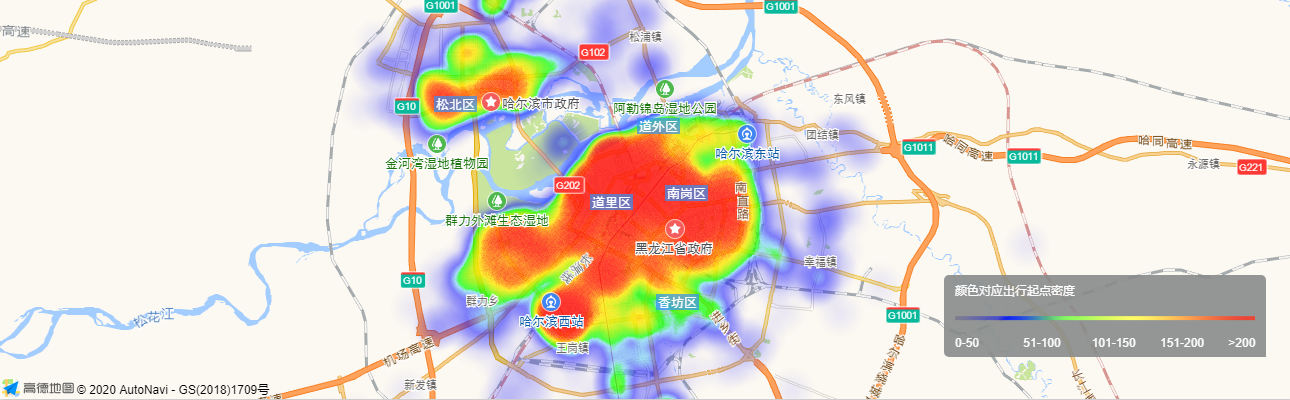 G1001
G1001
高速
松浦镇
G102
G10
松北区
哈尔滨市政府
阿勒锦岛湿地公园
东风镇
道外区
团结镇
哈尔滨东站
G1011
哈同高速
G1011
哈同高速
永源镇
G221
金河湾湿地植物园
G202
道里区
南岗区
南直路
群力外滩生态湿地
黑龙江省政府
幸福镇
G10
群力乡
哈尔滨西站
香坊区
松花江
王岗镇
机场高速
新发镇
G1001
颜色对应出行起点密度
0-50 51-100 101-150 151-200 >200
高德地图 © 2020 AutoNavi - GS(2018)1709号